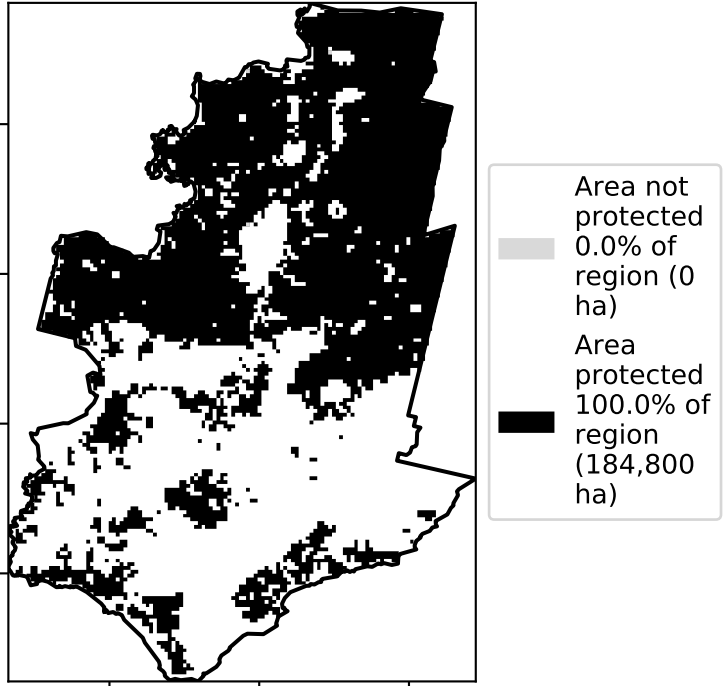 Area not
protected
0.0% of
region (0
ha)
Area
protected
100.0% of
region
(184,800
ha)